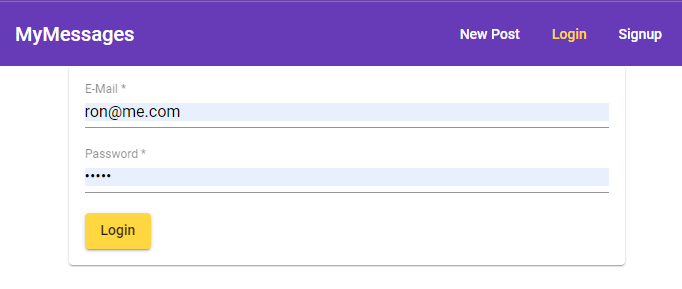 MyMessages New Post Login Signup
E-Mail *
ron@me.com
Password *
•••••
Login